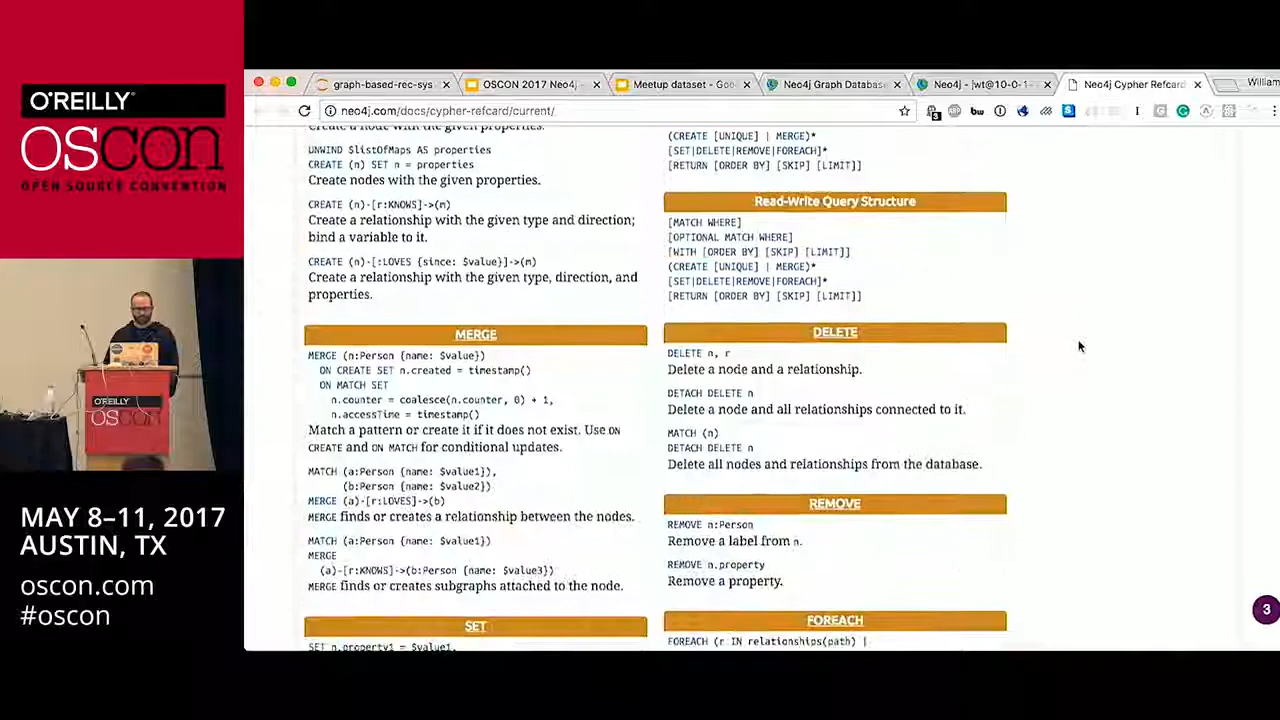 O'REILLY®
OSCON
OPEN SOURCE CONVENTION
O'REILLY
OSCON
MAY 8–11, 2017
AUSTIN, TX
oscon.com
#oscon
graph-based-rec-sys
OSCON 2017 Neo4j -
Meetup dataset - Goo
Neo4j Graph Databas
Neo4j - jwt@10-0-1-
Neo4j Cypher Refcard
William
neo4j.com/docs/cypher-refcard/current/
Create a node with the given properties.
UNWIND $listOfMaps AS properties
CREATE (n) SET n = properties
Create nodes with the given properties.
CREATE (n)-[r:KNOWS]->(m)
Create a relationship with the given type and direction;
bind a variable to it.
CREATE (n)-[:LOVES {since: $value}]->(m)
Create a relationship with the given type, direction, and
properties.
MERGE
MERGE (n:Person {name: $value})
ON CREATE SET n.created = timestamp()
ON MATCH SET
n.counter = coalesce(n.counter, 0) + 1,
n.accessTime = timestamp()
Match a pattern or create it if it does not exist. Use ON
CREATE and ON MATCH for conditional updates.
MATCH (a:Person {name: $value1}),
(b:Person {name: $value2})
MERGE (a)-[r:LOVES]->(b)
MERGE finds or creates a relationship between the nodes.
MATCH (a:Person {name: $value1})
MERGE
(a)-[r:KNOWS]->(b:Person {name: $value3})
MERGE finds or creates subgraphs attached to the node.
SET
SET n.property1 = $value1,
(CREATE [UNIQUE] | MERGE)*
[SET|DELETE|REMOVE|FOREACH]*
[RETURN [ORDER BY] [SKIP] [LIMIT]]
Read-Write Query Structure
[MATCH WHERE]
[OPTIONAL MATCH WHERE]
[WITH [ORDER BY] [SKIP] [LIMIT]]
(CREATE [UNIQUE] | MERGE)*
[SET|DELETE|REMOVE|FOREACH]*
[RETURN [ORDER BY] [SKIP] [LIMIT]]
DELETE
DELETE n, r
Delete a node and a relationship.
DETACH DELETE n
Delete a node and all relationships connected to it.
MATCH (n)
DETACH DELETE n
Delete all nodes and relationships from the database.
REMOVE
REMOVE n:Person
Remove a label from n.
REMOVE n.property
Remove a property.
FOREACH
FOREACH (r IN relationships(path) |
3